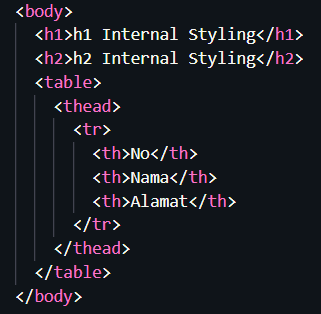 <body>
<h1>h1 Internal Styling</h1>
<h2>h2 Internal Styling</h2>
<table>
<thead>
<tr>
<th>No</th>
<th>Nama</th>
<th>Alamat</th>
</tr>
</thead>
</table>
</body>